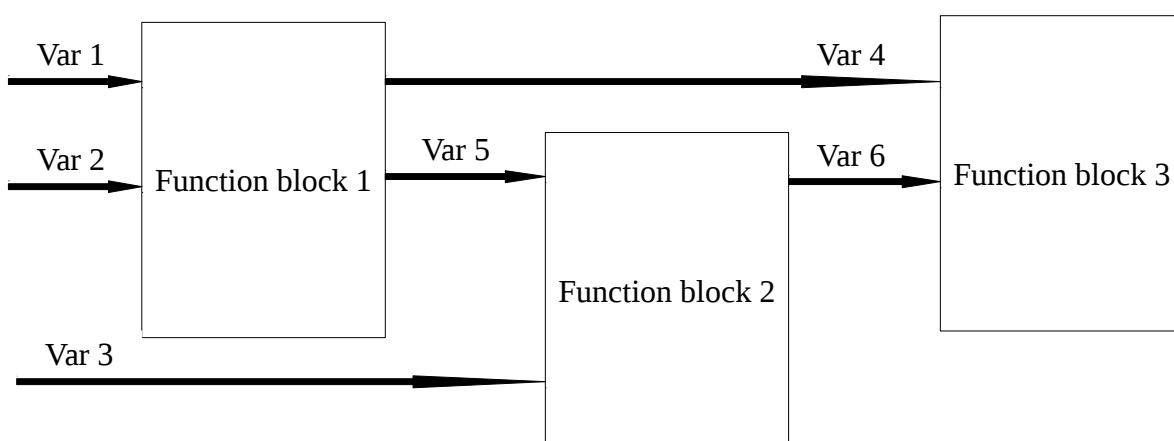 Var 1
Var 4
Var 2
Var 5
Var 6
Function block 1
Function block 3
Function block 2
Var 3